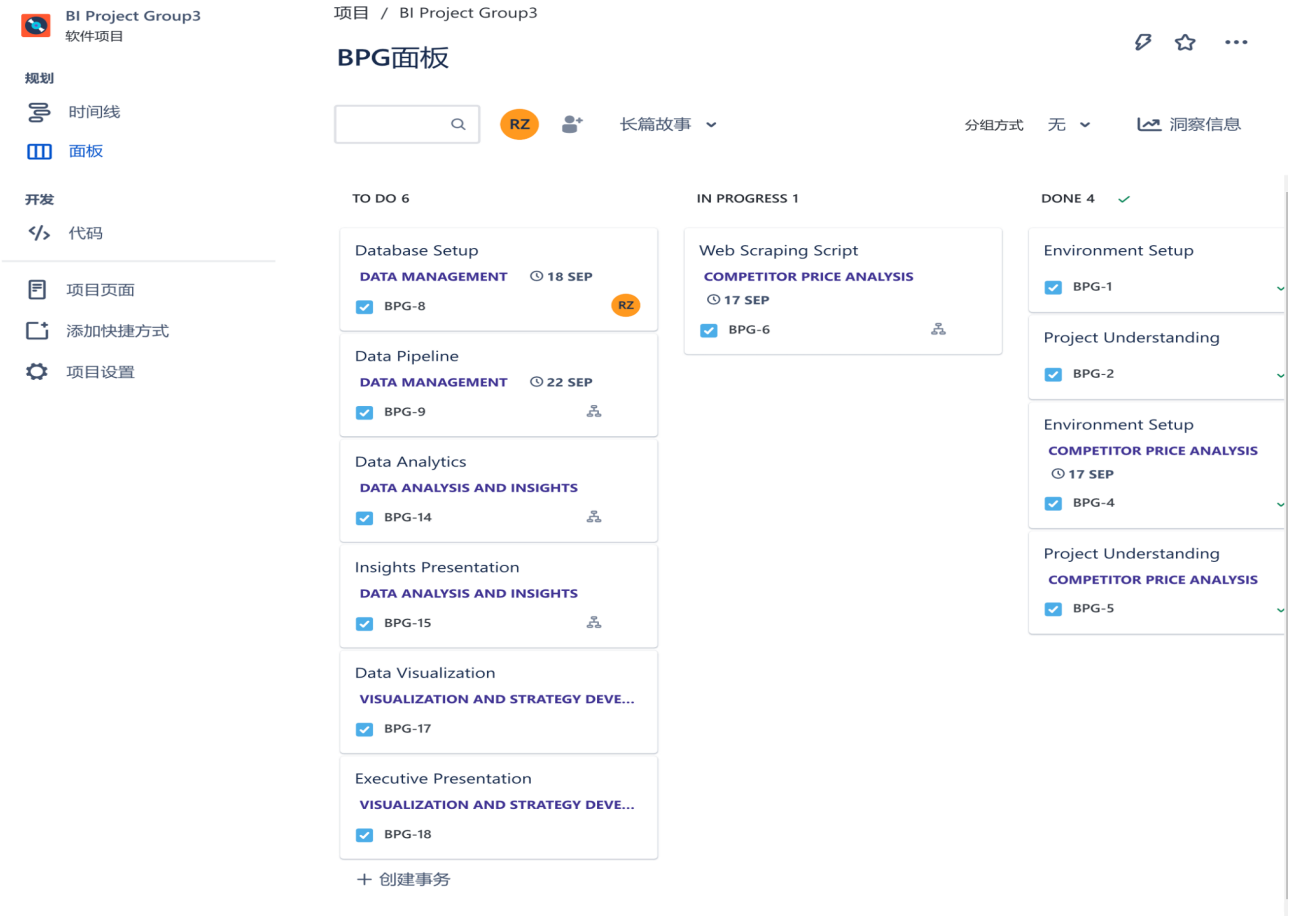 BI Project Group3
软件项目
规划
时间线
面板
开发
代码
项目页面
添加快捷方式
项目设置
项目 / BI Project Group3
BPG面板
RZ
长篇故事
分组方式 无
洞察信息
TO DO 6
Database Setup
DATA MANAGEMENT 18 SEP
BPG-8
RZ
Data Pipeline
DATA MANAGEMENT 22 SEP
BPG-9
Data Analytics
DATA ANALYSIS AND INSIGHTS
BPG-14
Insights Presentation
DATA ANALYSIS AND INSIGHTS
BPG-15
Data Visualization
VISUALIZATION AND STRATEGY DEVE...
BPG-17
Executive Presentation
VISUALIZATION AND STRATEGY DEVE...
BPG-18
创建事务
IN PROGRESS 1
Web Scraping Script
COMPETITOR PRICE ANALYSIS
17 SEP
BPG-6
DONE 4
Environment Setup
BPG-1
Project Understanding
BPG-2
Environment Setup
COMPETITOR PRICE ANALYSIS
17 SEP
BPG-4
Project Understanding
COMPETITOR PRICE ANALYSIS
BPG-5